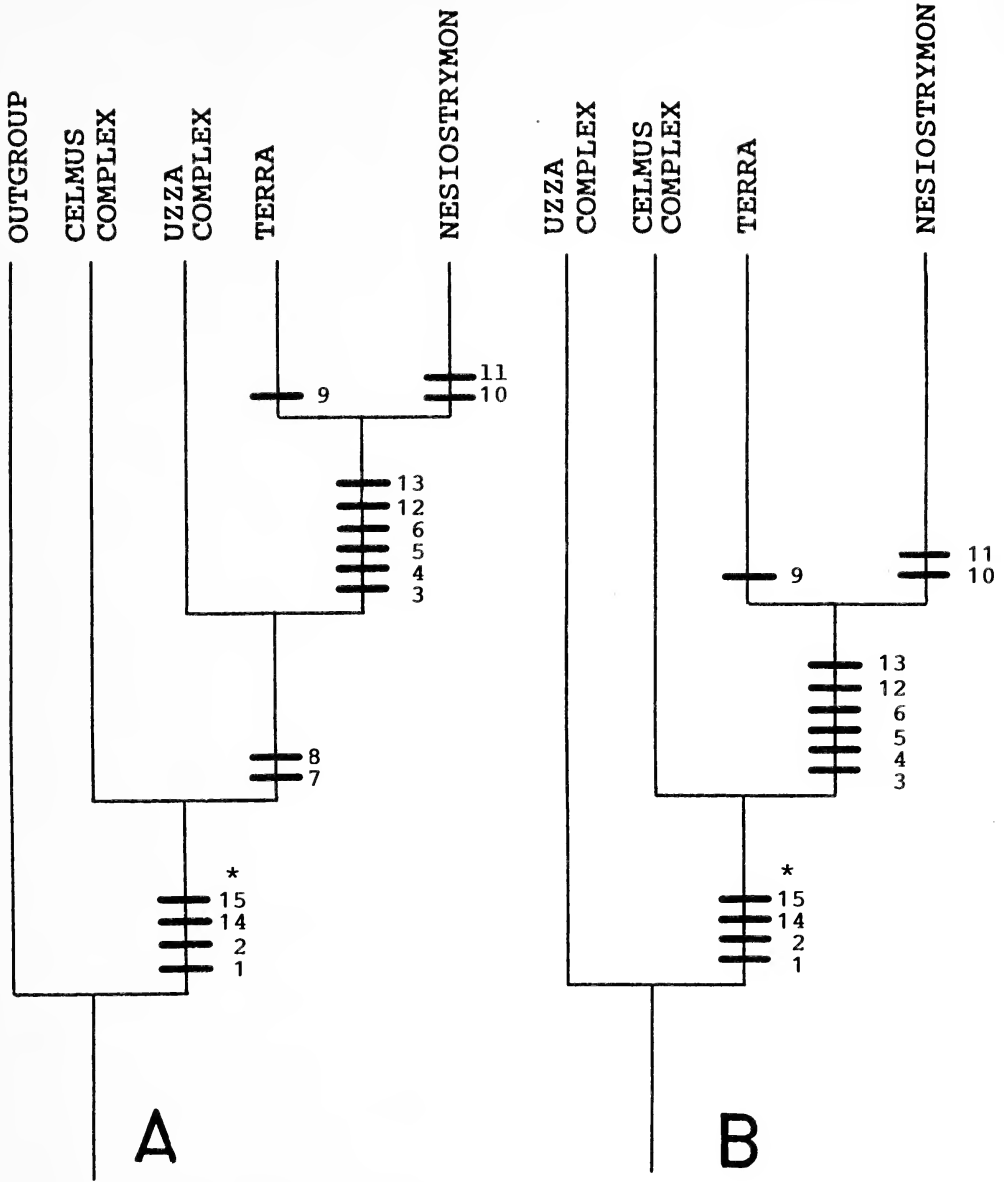 OUTGROUP
CELMUS
COMPLEX
UZZA
COMPLEX
TERRA
NESIOSTRYMON
11
10
9
13
12
6
5
4
3
8
7
*
15
14
2
1
A
UZZA
COMPLEX
CELMUS
COMPLEX
TERRA
NESIOSTRYMON
11
10
9
13
12
6
5
4
3
*
15
14
2
1
B